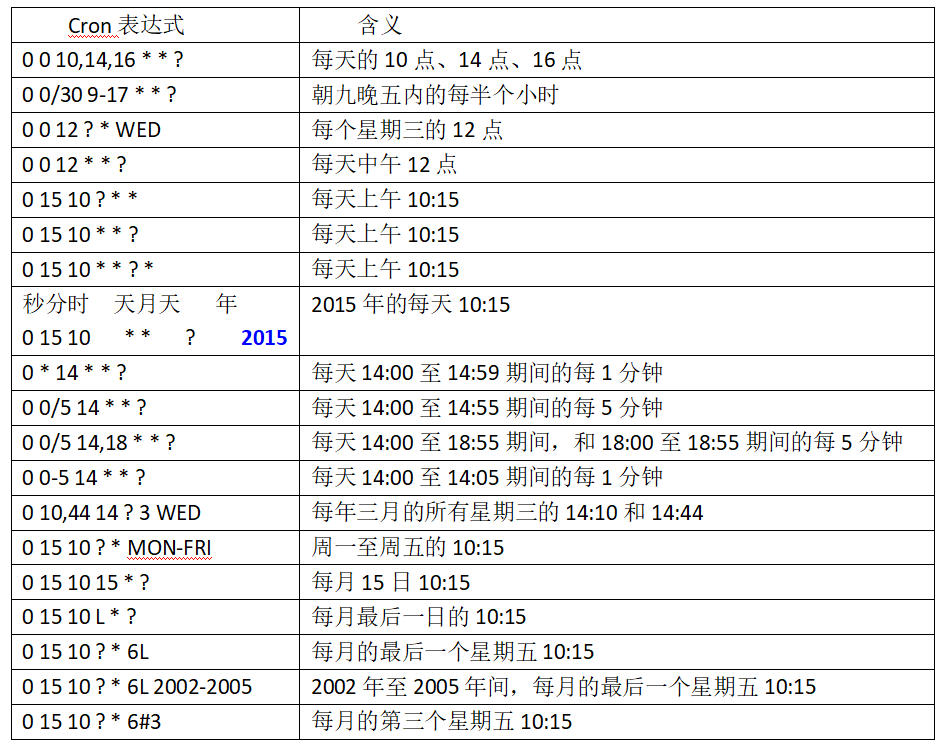 Cron 表达式 含义
0 0 10,14,16 * * ? 每天的 10 点、14 点、16 点
0 0/30 9-17 * * ? 朝九晚五内的每半个小时
0 0 12 ? * WED 每个星期三的 12 点
0 0 12 * * ? 每天中午 12 点
0 15 10 ? * * 每天上午 10:15
0 15 10 * * ? 每天上午 10:15
0 15 10 * * ? * 每天上午 10:15
秒分时 天月天 年 2015 年的每天 10:15
0 15 10 * * ? 2015
0 * 14 * * ? 每天 14:00 至 14:59 期间的每 1 分钟
0 0/5 14 * * ? 每天 14:00 至 14:55 期间的每 5 分钟
0 0/5 14,18 * * ? 每天 14:00 至 18:55 期间，和 18:00 至 18:55 期间的每 5 分钟
0 0-5 14 * * ? 每天 14:00 至 14:05 期间的每 1 分钟
0 10,44 14 ? 3 WED 每年三月的所有星期三的 14:10 和 14:44
0 15 10 ? * MON-FRI 周一至周五的 10:15
0 15 10 15 * ? 每月 15 日 10:15
0 15 10 L * ? 每月最后一日的 10:15
0 15 10 ? * 6L 每月的最后一个星期五 10:15
0 15 10 ? * 6L 2002-2005 2002 年至 2005 年间，每月的最后一个星期五 10:15
0 15 10 ? * 6#3 每月的第三个星期五 10:15